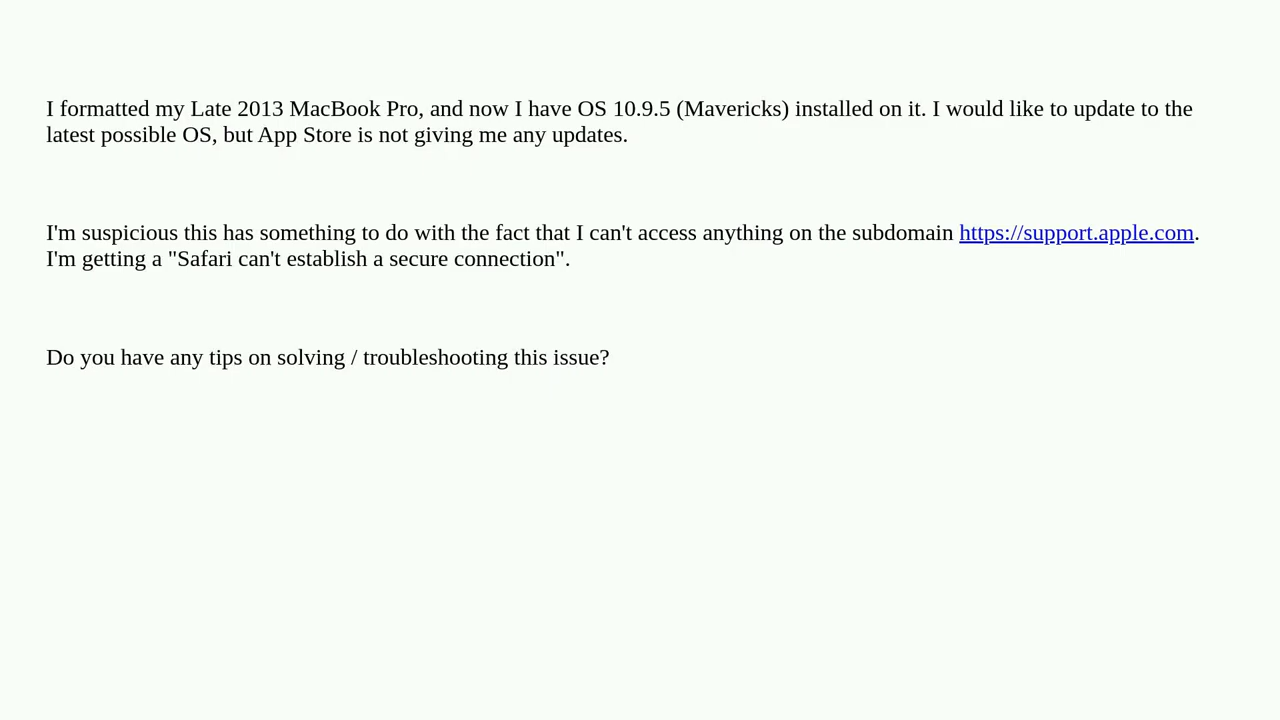 I formatted my Late 2013 MacBook Pro, and now I have OS 10.9.5 (Mavericks) installed on it. I would like to update to the
latest possible OS, but App Store is not giving me any updates.
I'm suspicious this has something to do with the fact that I can't access anything on the subdomain https://support.apple.com.
I'm getting a "Safari can't establish a secure connection".
Do you have any tips on solving / troubleshooting this issue?